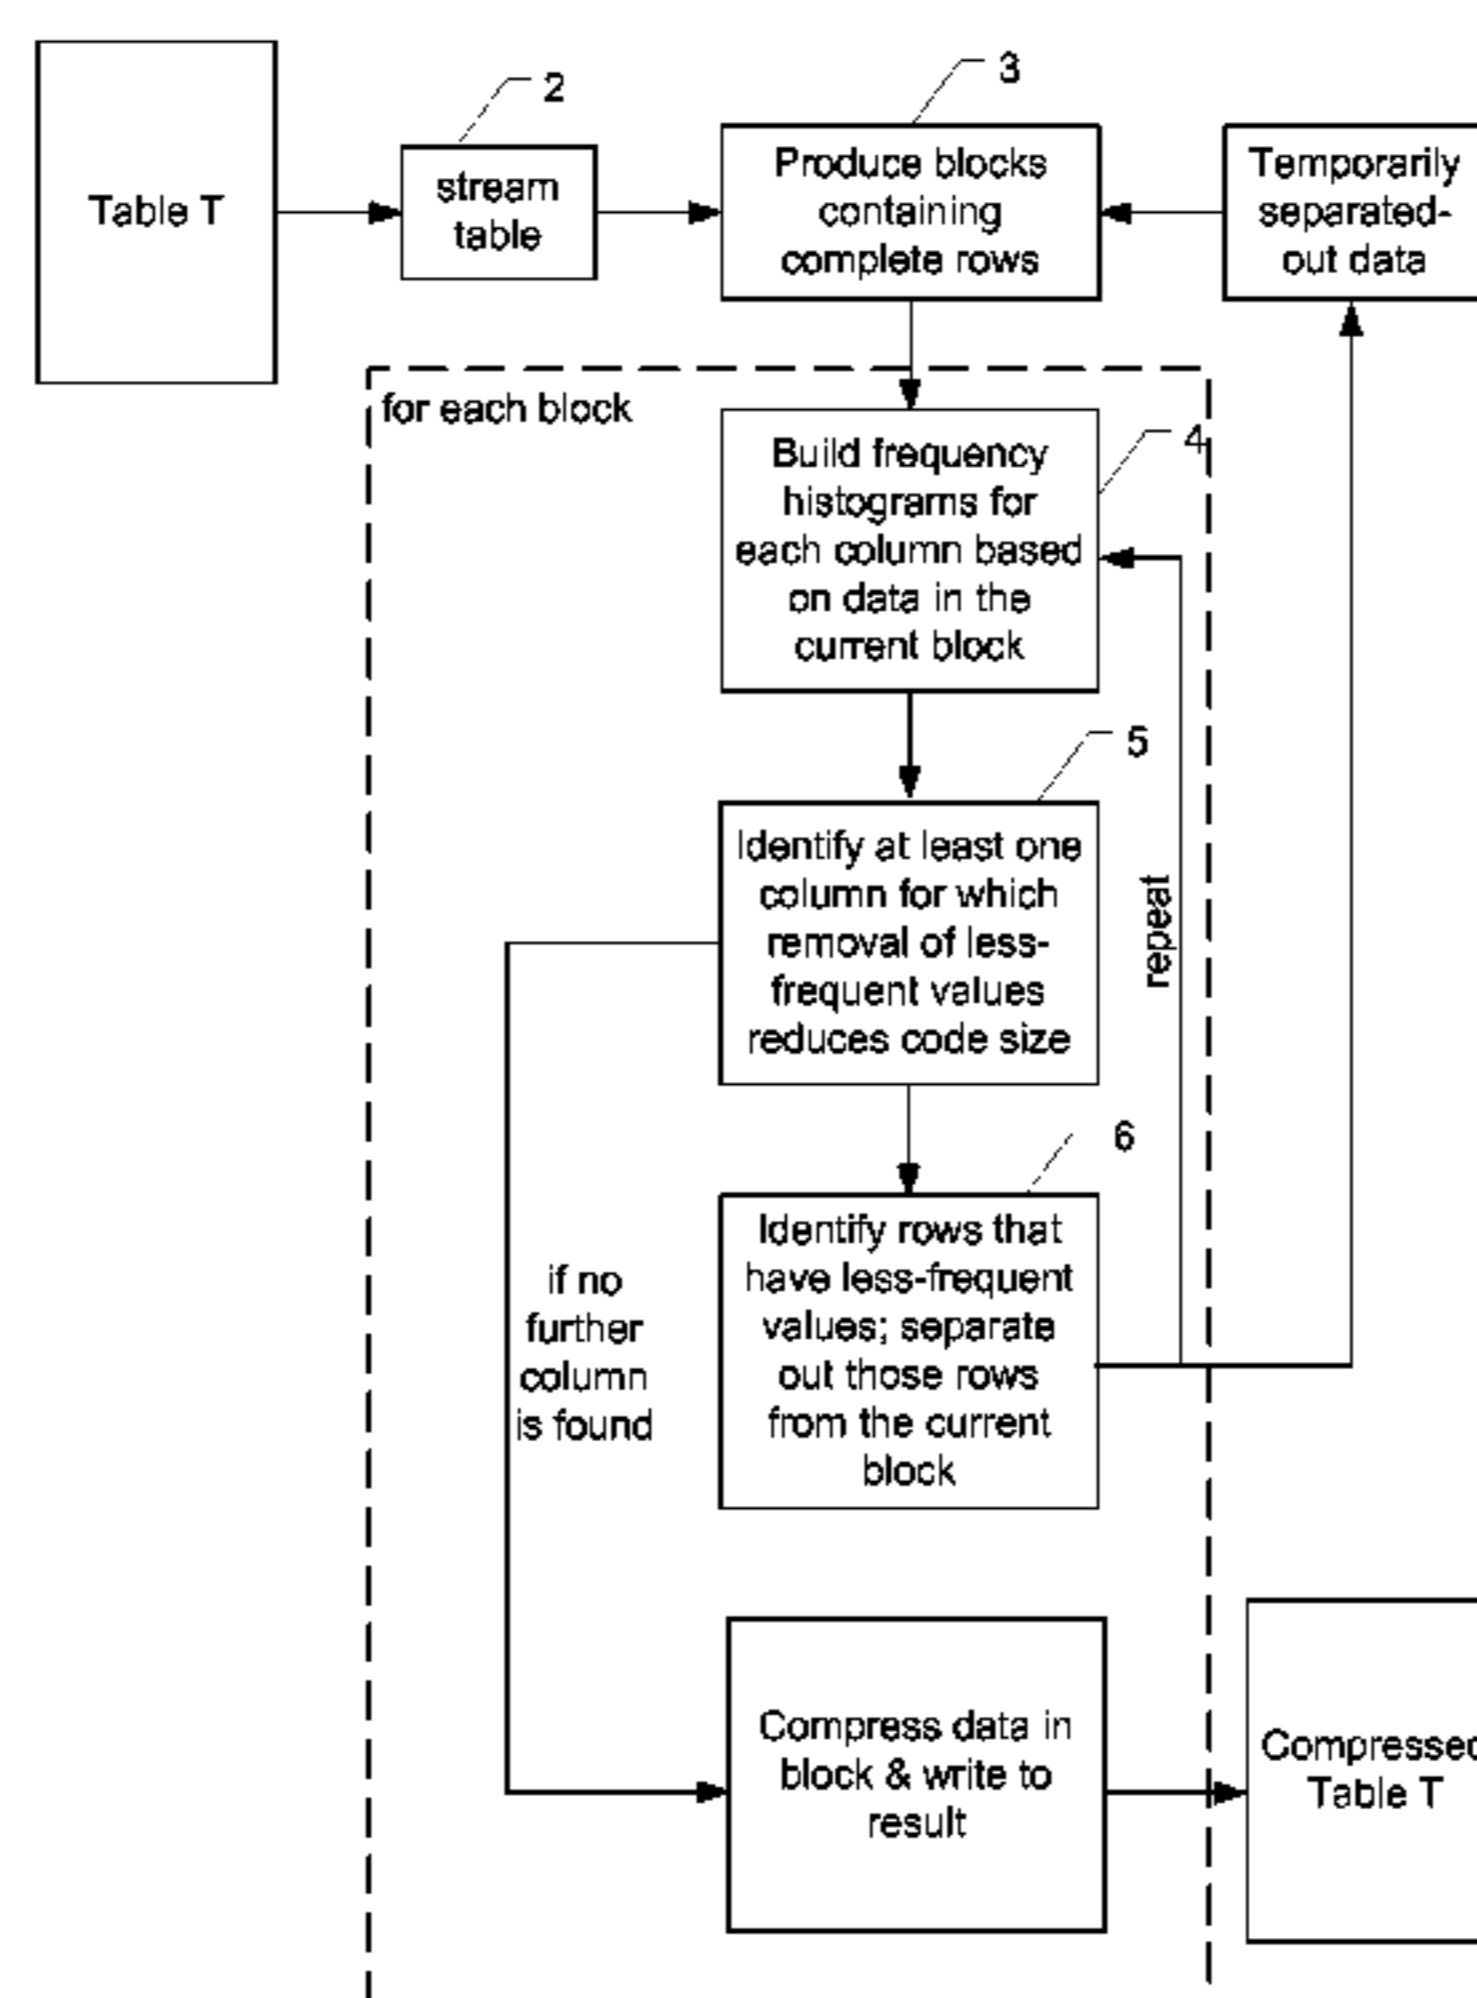 2
3
Table T
stream
table
Produce blocks
containing
complete rows
Temporarily
separated-
out data
for each block
4
Build frequency
histograms for
each column based
on data in the
current block
5
Identify at least one
column for which
removal of less-
frequent values
reduces code size
repeat
6
Identify rows that
have less-frequent
values; separate
out those rows
from the current
block
if no
further
column
is found
Compress data in
block & write to
result
Compressed
Table T